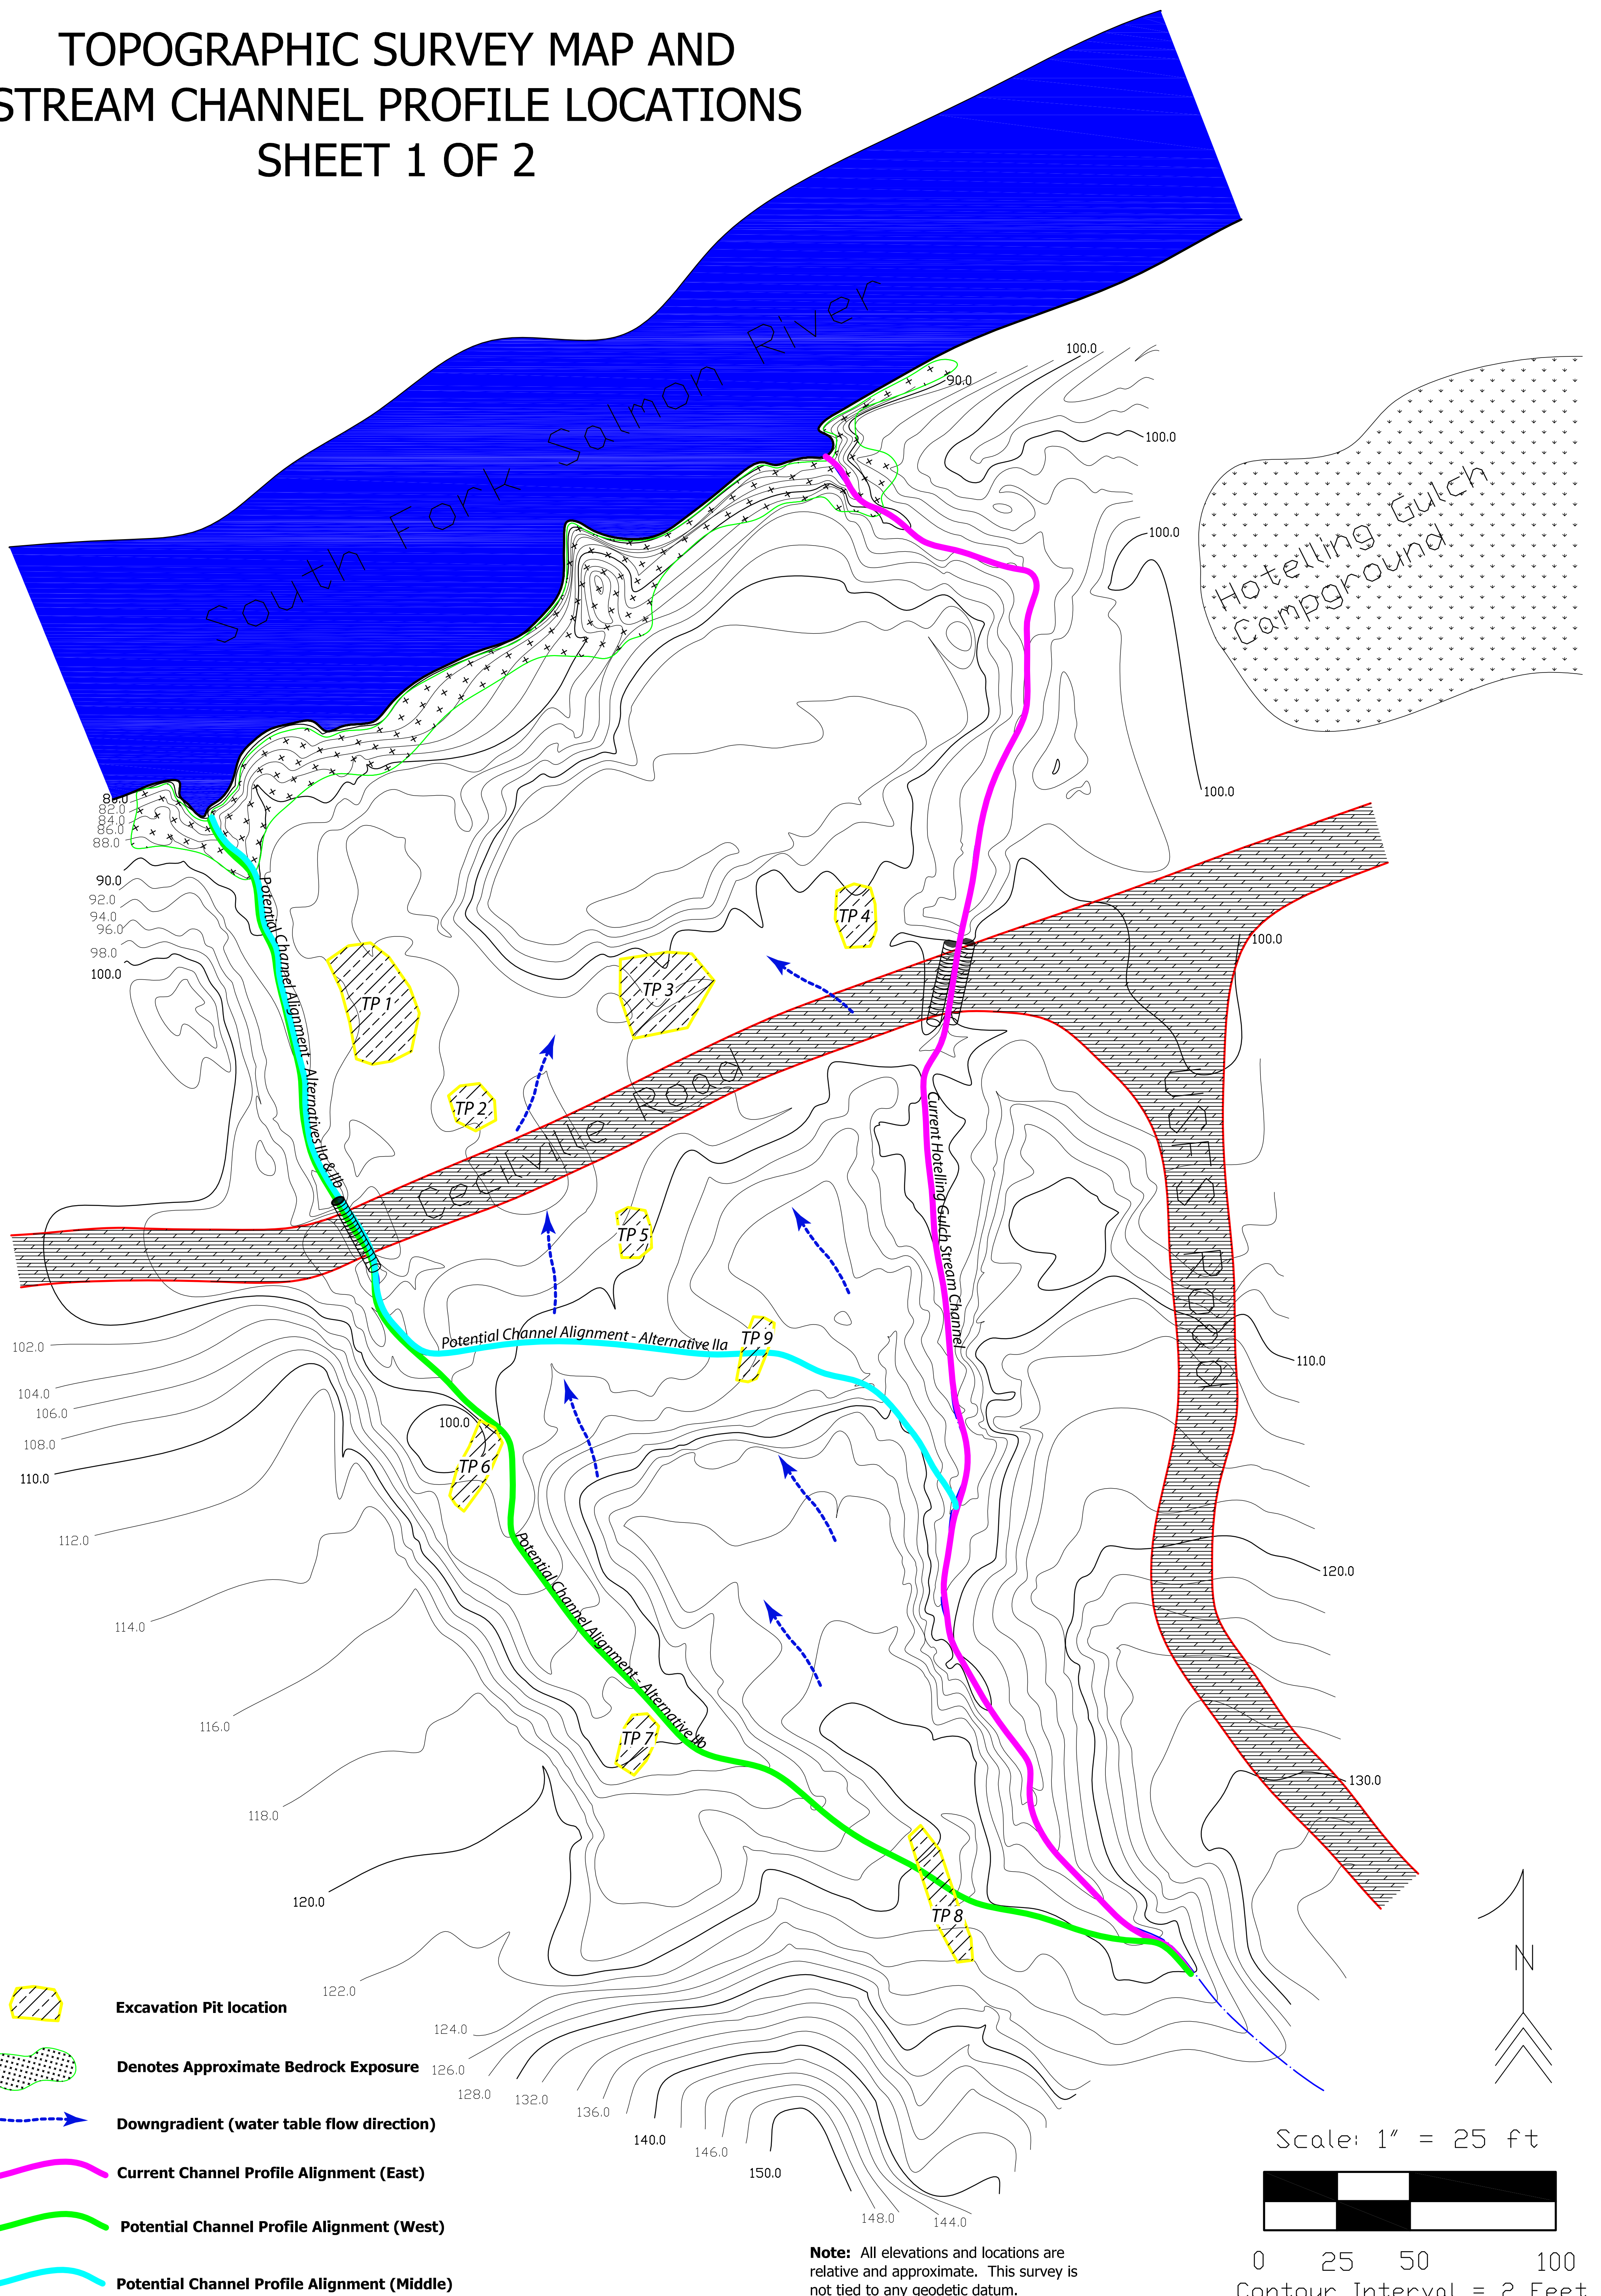 TOPOGRAPHIC SURVEY MAP AND
STREAM CHANNEL PROFILE LOCATIONS
SHEET 1 OF 2
South Fork Salmon River
100.0
90.0
100.0
100.0
Hotelling Gulch
Campground
100.0
80.0
82.0
84.0
86.0
88.0
90.0
92.0
94.0
96.0
98.0
100.0
Potential Channel Alignment - Alternatives IIa & IIb
TP 1
TP 2
TP 3
TP 4
100.0
Cecilville Road
USFS Road
Current Hotelling Gulch Stream Channel
TP 5
Potential Channel Alignment - Alternative IIa
TP 9
102.0
104.0
106.0
108.0
110.0
110.0
100.0
TP 6
112.0
114.0
116.0
118.0
120.0
120.0
Potential Channel Alignment - Alternative IIb
TP 7
130.0
TP 8
122.0
124.0
126.0
128.0
132.0
136.0
140.0
146.0
150.0
148.0
144.0
Excavation Pit location
Denotes Approximate Bedrock Exposure
Downgradient (water table flow direction)
Current Channel Profile Alignment (East)
Potential Channel Profile Alignment (West)
Potential Channel Profile Alignment (Middle)
Note: All elevations and locations are
relative and approximate. This survey is
not tied to any geodetic datum.
N
Scale: 1" = 25 ft
0 25 50 100
Contour Interval = 2 Feet